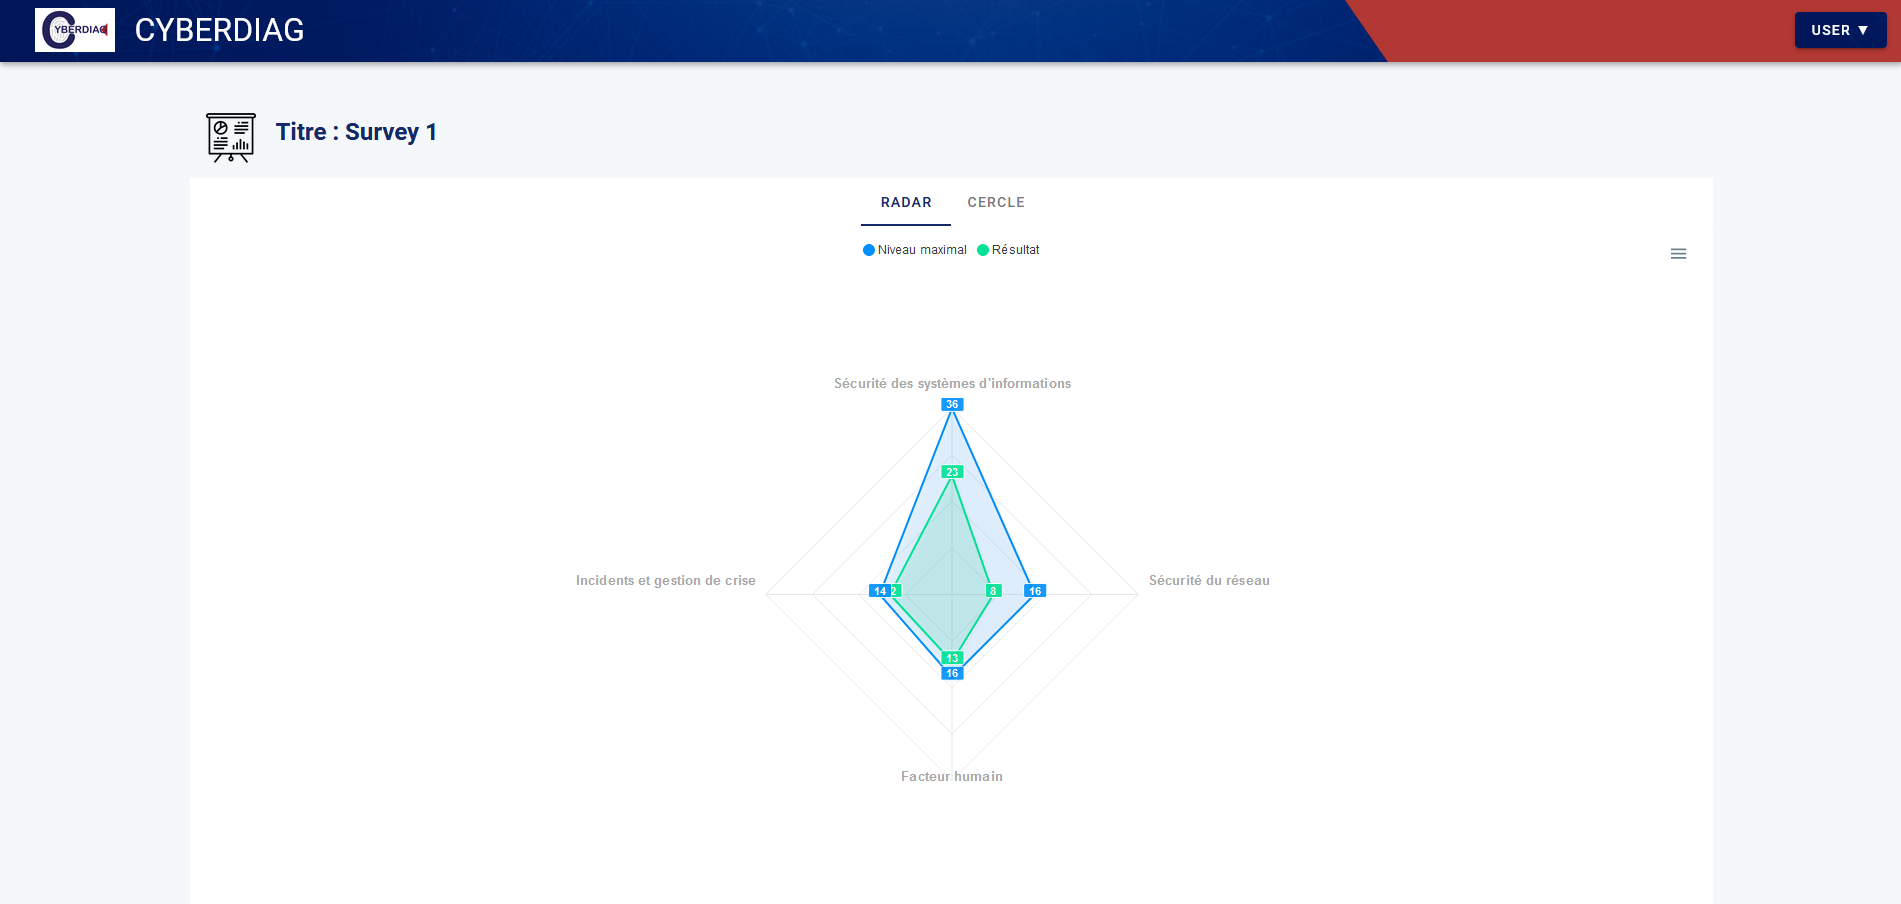 YBERDIAG
CYBERDIAG
USER ▼
Titre : Survey 1
RADAR
CERCLE
Niveau maximal
Résultat
Sécurité des systèmes d'informations
36
23
Incidents et gestion de crise
Sécurité du réseau
14
2
8
16
13
16
Facteur humain